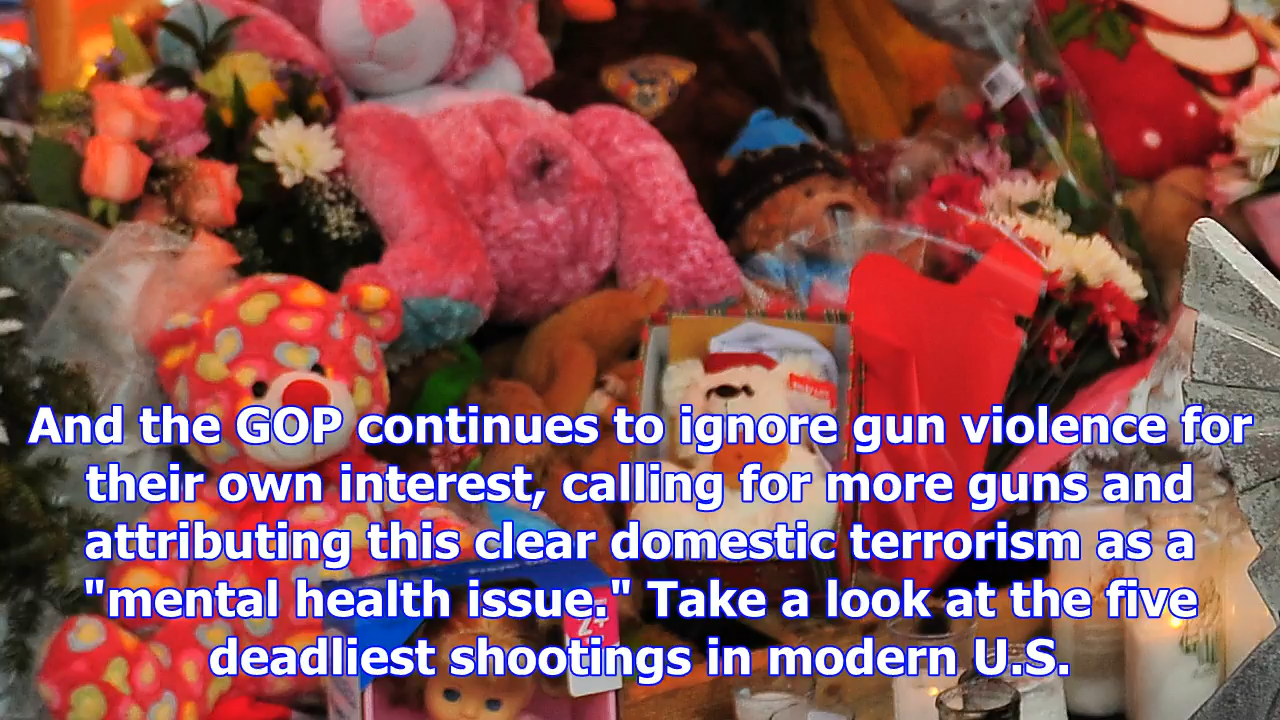 And the GOP continues to ignore gun violence for
their own interest, calling for more guns and
attributing this clear domestic terrorism as a
"mental health issue." Take a look at the five
deadliest shootings in modern U.S.
2+